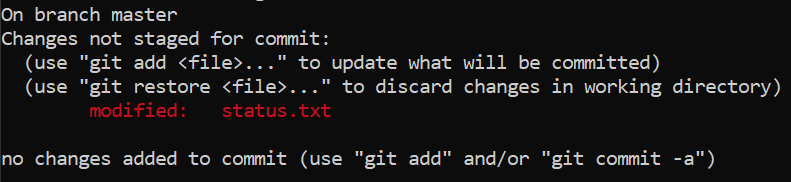 On branch master
Changes not staged for commit:
  (use "git add <file>..." to update what will be committed)
  (use "git restore <file>..." to discard changes in working directory)
        modified:   status.txt

no changes added to commit (use "git add" and/or "git commit -a")